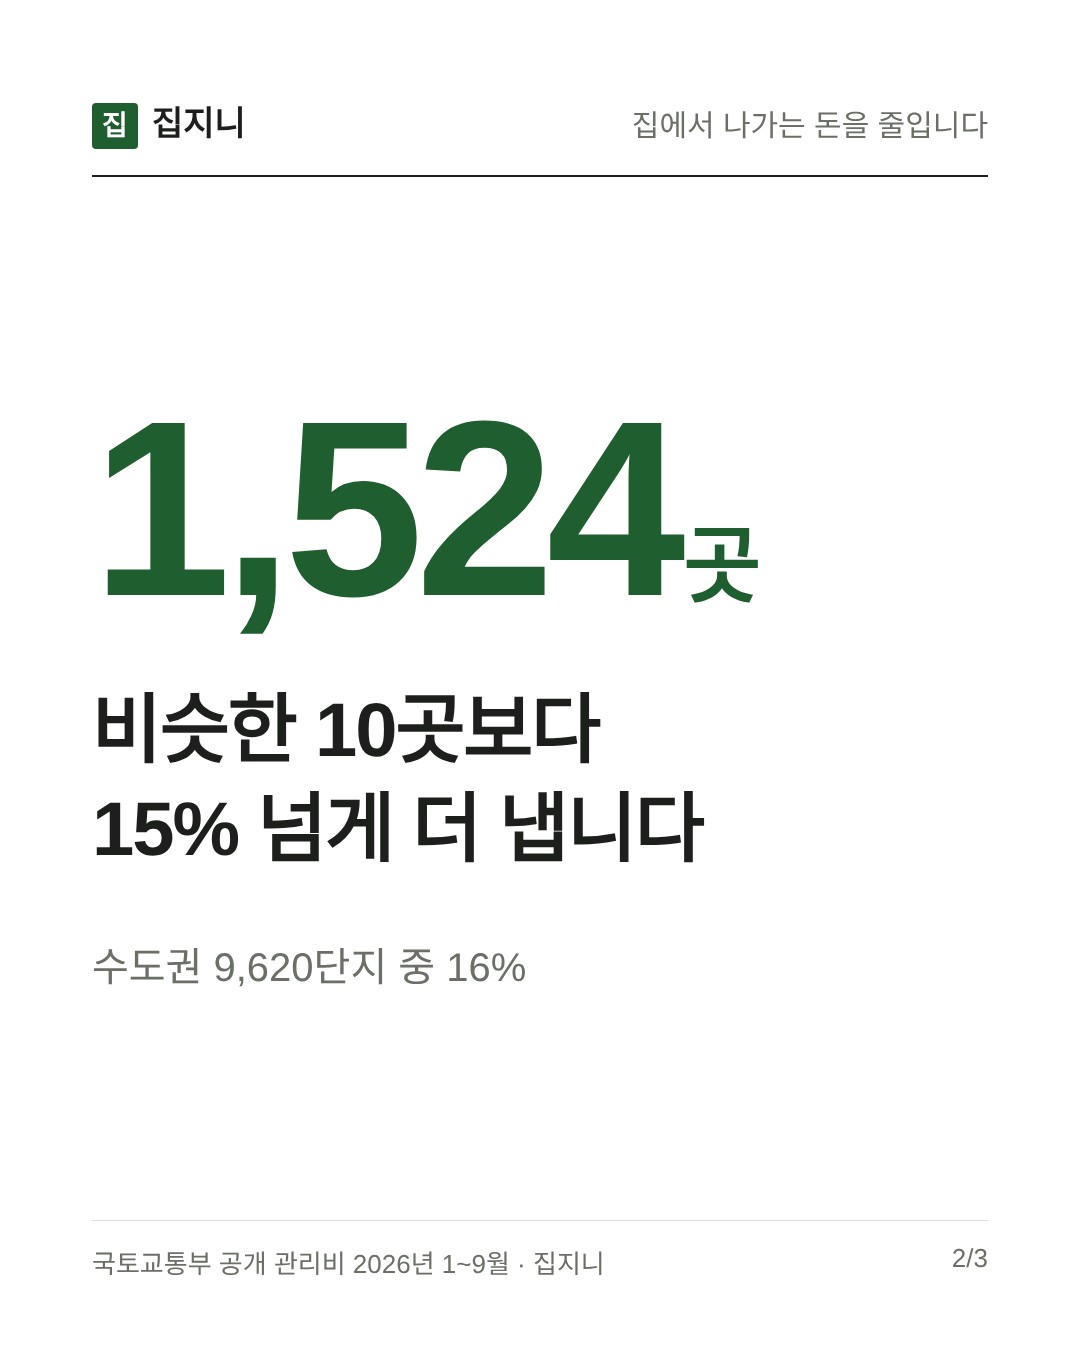 집 집지니
집에서 나가는 돈을 줄입니다
1,524곳
비슷한 10곳보다
15% 넘게 더 냅니다
수도권 9,620단지 중 16%
국토교통부 공개 관리비 2026년 1~9월 · 집지니
2/3